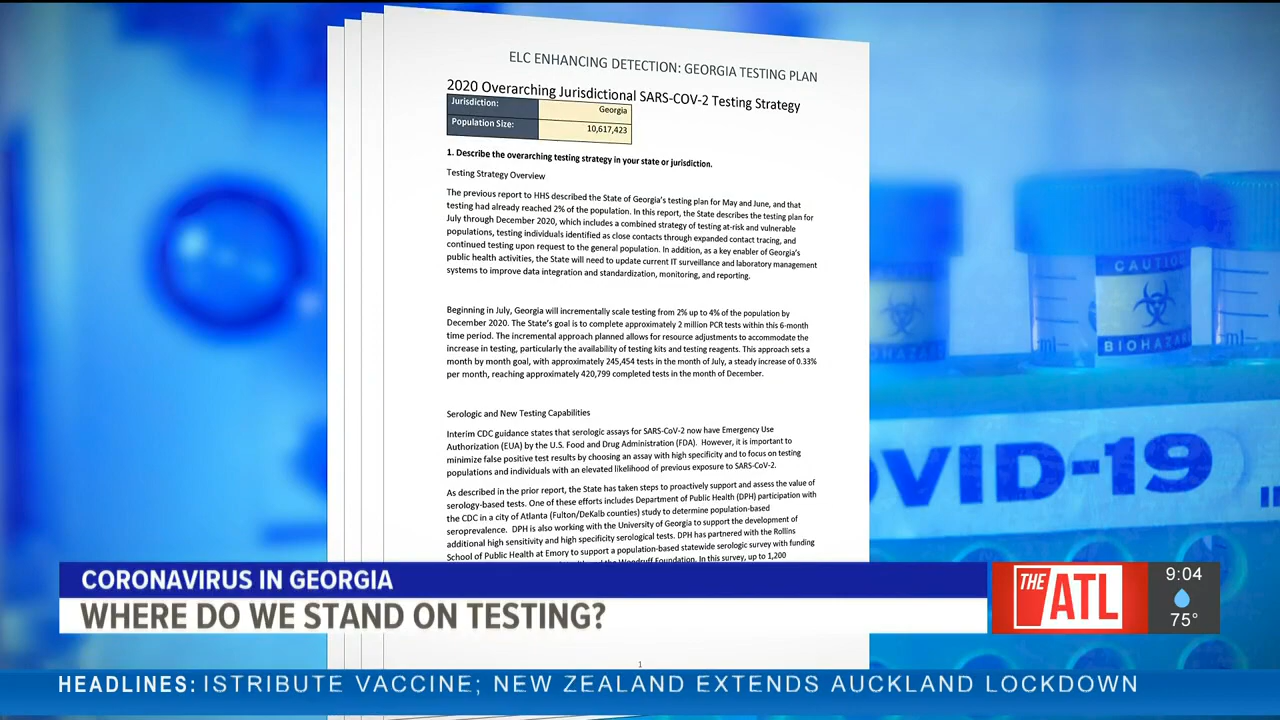 ELC ENHANCING DETECTION: GEORGIA TESTING PLAN
2020 Overarching Jurisdictional SARS-COV-2 Testing Strategy
Jurisdiction: Georgia
Population Size: 10,617,423
1. Describe the overarching testing strategy in your state or jurisdiction.
Testing Strategy Overview
The previous report to HHS described the State of Georgia's testing plan for May and June, and that
testing had already reached 2% of the population. In this report, the State describes the testing plan for
July through December 2020, which includes a combined strategy of testing at-risk and vulnerable
populations, testing individuals identified as close contacts through expanded contact tracing, and
continued testing upon request to the general population. In addition, as a key enabler of Georgia's
public health activities, the State will need to update current IT surveillance and laboratory management
systems to improve data integration and standardization, monitoring, and reporting.
Beginning in July, Georgia will incrementally scale testing from 2% up to 4% of the population by
December 2020. The State's goal is to complete approximately 2 million PCR tests within this 6-month
time period. The incremental approach planned allows for resource adjustments to accommodate the
increase in testing, particularly the availability of testing kits and testing reagents. This approach sets a
month by month goal, with approximately 245,454 tests in the month of July, a steady increase of 0.33%
per month, reaching approximately 420,799 completed tests in the month of December.
Serologic and New Testing Capabilities
Interim CDC guidance states that serologic assays for SARS-CoV-2 now have Emergency Use
Authorization (EUA) by the U.S. Food and Drug Administration (FDA). However, it is important to
minimize false positive test results by choosing an assay with high specificity and to focus on testing
populations and individuals with an elevated likelihood of previous exposure to SARS-CoV-2.
As described in the prior report, the State has taken steps to proactively support and assess the value of
serology-based tests. One of these efforts includes Department of Public Health (DPH) participation with
the CDC in a city of Atlanta (Fulton/DeKalb counties) study to determine population-based
seroprevalence. DPH is also working with the University of Georgia to support the development of
additional high sensitivity and high specificity serological tests. DPH has partnered with the Rollins
School of Public Health at Emory to support a population-based statewide serologic survey with funding
Woodruff Foundation. In this survey, up to 1,200
1
CAUTIO
BIOHAZAR
ml
ml
OVID-19
CORONAVIRUS IN GEORGIA
WHERE DO WE STAND ON TESTING?
THE ATL
9:04
75°
HEADLINES: ISTRIBUTE VACCINE; NEW ZEALAND EXTENDS AUCKLAND LOCKDOWN